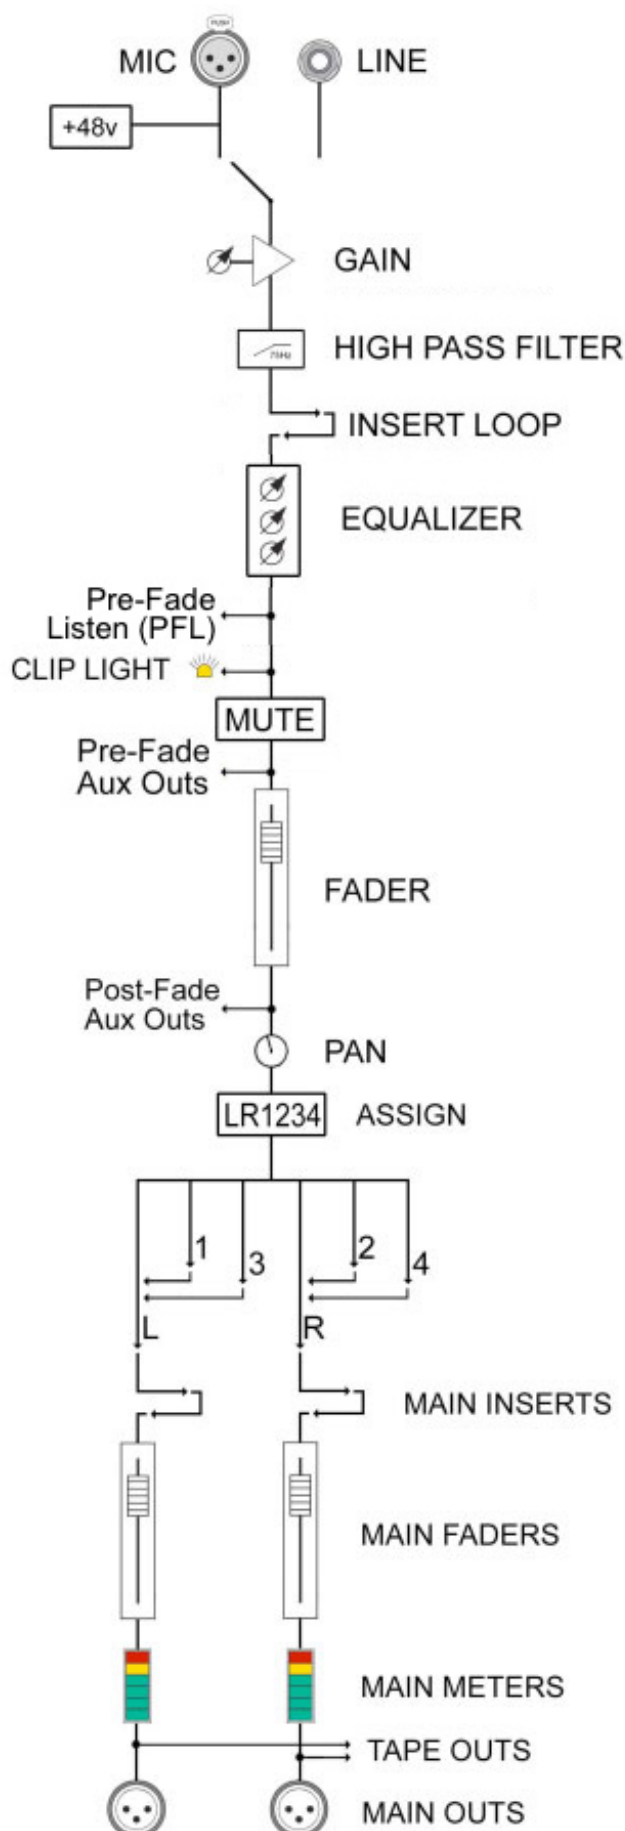 PUSH
MIC
LINE
+48v
GAIN
HIGH PASS FILTER
75Hz
INSERT LOOP
EQUALIZER
Pre-Fade
Listen (PFL)
CLIP LIGHT
MUTE
Pre-Fade
Aux Outs
FADER
Post-Fade
Aux Outs
PAN
LR1234
ASSIGN
1
2
3
4
L
R
MAIN INSERTS
MAIN FADERS
MAIN METERS
TAPE OUTS
MAIN OUTS